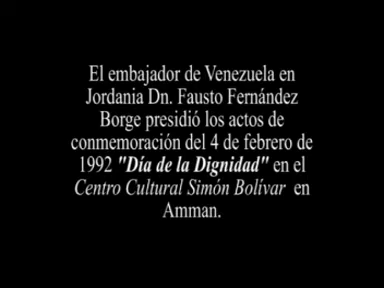 El embajador de Venezuela en
Jordania Dn. Fausto Fernández
Borge presidió los actos de
conmemoración del 4 de febrero de
1992 "Día de la Dignidad" en el
Centro Cultural Simón Bolívar en
Amman.